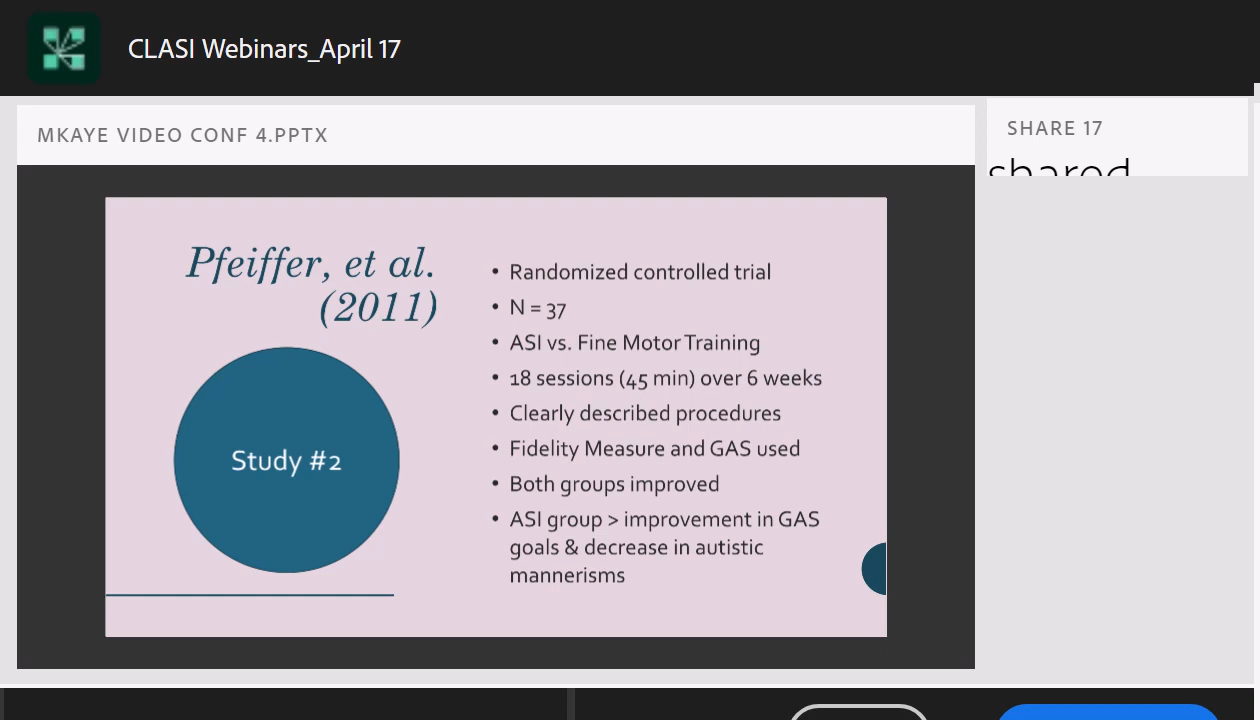 CLASI Webinars_April 17
MKAYE VIDEO CONF 4.PPTX
SHARE 17
shared
Pfeiffer, et al.
(2011)
Study #2
• Randomized controlled trial
• N = 37
• ASI vs. Fine Motor Training
• 18 sessions (45 min) over 6 weeks
• Clearly described procedures
• Fidelity Measure and GAS used
• Both groups improved
• ASI group > improvement in GAS
goals & decrease in autistic
mannerisms